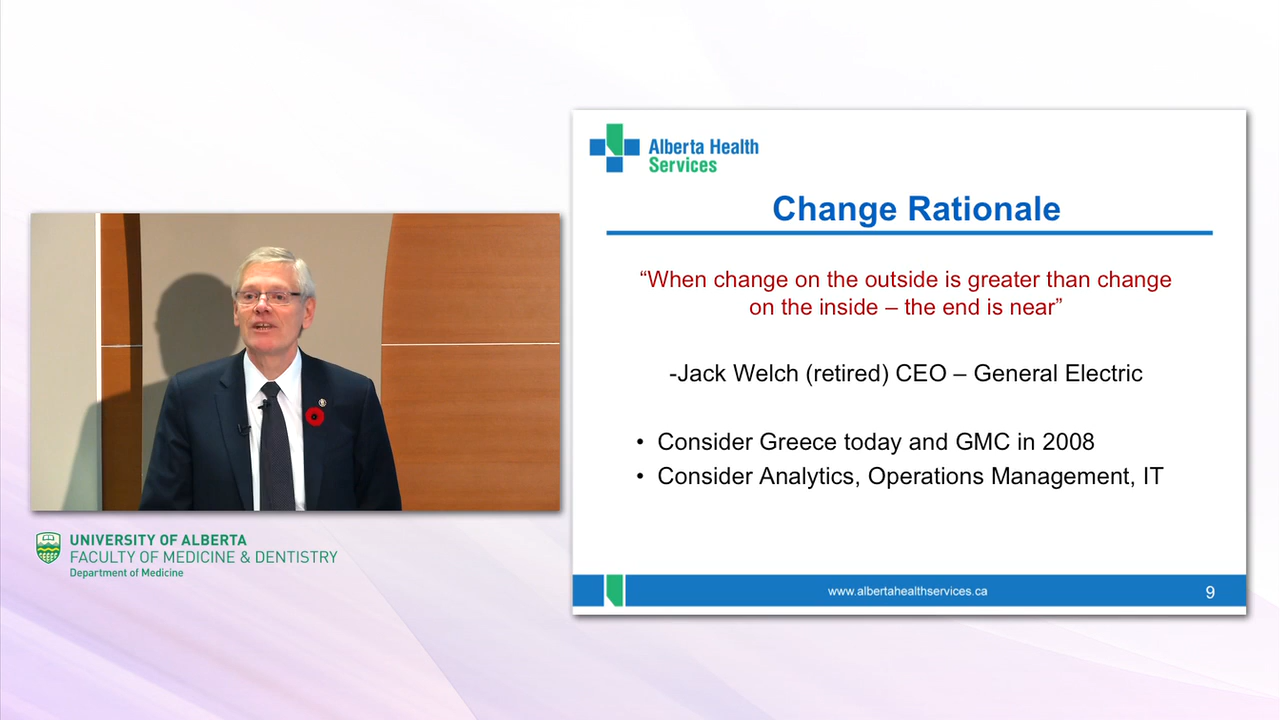 Alberta Health
Services
Change Rationale
“When change on the outside is greater than change
on the inside – the end is near”
-Jack Welch (retired) CEO – General Electric
• Consider Greece today and GMC in 2008
• Consider Analytics, Operations Management, IT
www.albertahealthservices.ca
9
UNIVERSITY OF ALBERTA
FACULTY OF MEDICINE & DENTISTRY
Department of Medicine